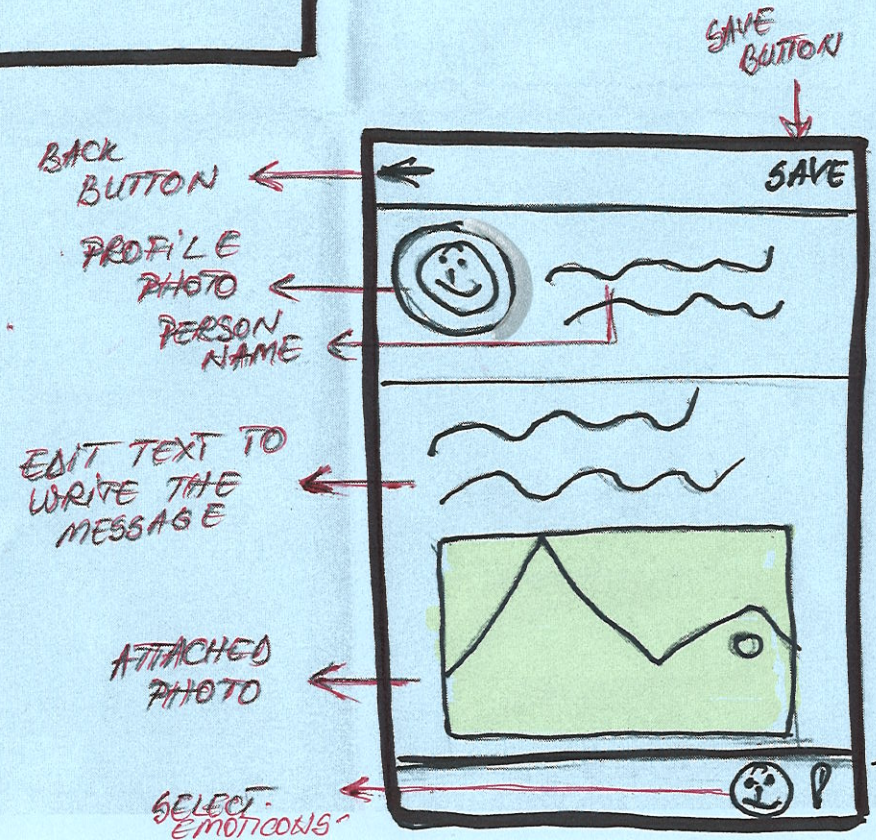 SAVE
BUTTON
BACK
BUTTON
SAVE
PROFILE
PHOTO
PERSON
NAME
EDIT TEXT TO
WRITE THE
MESSAGE
ATTACHED
PHOTO
SELECT
EMOTICONS